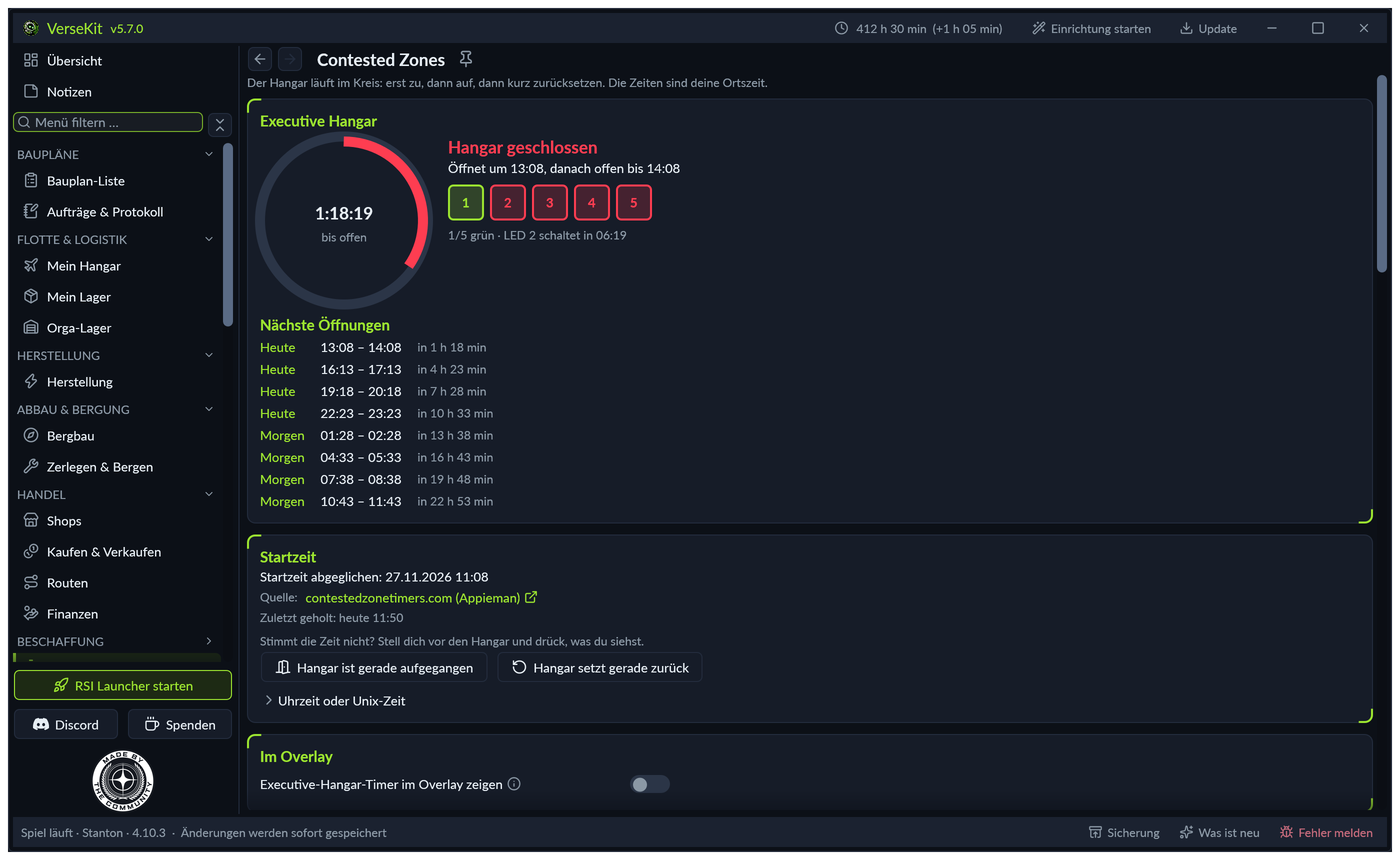 VerseKit v5.7.0
412 h 30 min (+1 h 05 min)
Einrichtung starten
Update
Übersicht
Notizen
Menü filtern ...
BAUPLÄNE
Bauplan-Liste
Aufträge & Protokoll
FLOTTE & LOGISTIK
Mein Hangar
Mein Lager
Orga-Lager
HERSTELLUNG
Herstellung
ABBAU & BERGUNG
Bergbau
Zerlegen & Bergen
HANDEL
Shops
Kaufen & Verkaufen
Routen
Finanzen
BESCHAFFUNG
RSI Launcher starten
Discord
Spenden
MADE BY
THE COMMUNITY
Contested Zones
Der Hangar läuft im Kreis: erst zu, dann auf, dann kurz zurücksetzen. Die Zeiten sind deine Ortszeit.
Executive Hangar
1:18:19
bis offen
Hangar geschlossen
Öffnet um 13:08, danach offen bis 14:08
1 2 3 4 5
1/5 grün · LED 2 schaltet in 06:19
Nächste Öffnungen
Heute 13:08 – 14:08 in 1 h 18 min
Heute 16:13 – 17:13 in 4 h 23 min
Heute 19:18 – 20:18 in 7 h 28 min
Heute 22:23 – 23:23 in 10 h 33 min
Morgen 01:28 – 02:28 in 13 h 38 min
Morgen 04:33 – 05:33 in 16 h 43 min
Morgen 07:38 – 08:38 in 19 h 48 min
Morgen 10:43 – 11:43 in 22 h 53 min
Startzeit
Startzeit abgeglichen: 27.11.2026 11:08
Quelle: contestedzonetimers.com (Appieman)
Zuletzt geholt: heute 11:50
Stimmt die Zeit nicht? Stell dich vor den Hangar und drück, was du siehst.
Hangar ist gerade aufgegangen
Hangar setzt gerade zurück
Uhrzeit oder Unix-Zeit
Im Overlay
Executive-Hangar-Timer im Overlay zeigen
Spiel läuft · Stanton · 4.10.3 · Änderungen werden sofort gespeichert
Sicherung
Was ist neu
Fehler melden